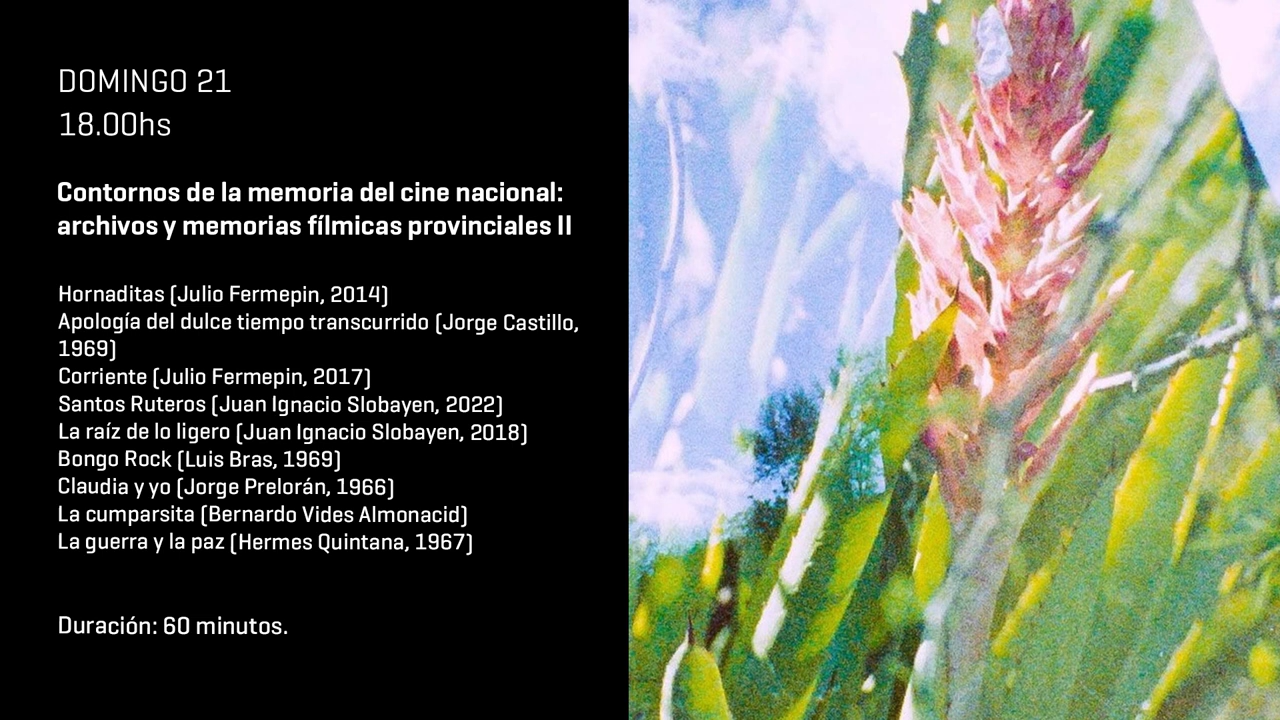 DOMINGO 21
18.00hs
Contornos de la memoria del cine nacional:
archivos y memorias fílmicas provinciales II
Hornaditas (Julio Fermepin, 2014)
Apología del dulce tiempo transcurrido (Jorge Castillo,
1969)
Corriente (Julio Fermepin, 2017)
Santos Ruteros (Juan Ignacio Slobayen, 2022)
La raíz de lo ligero (Juan Ignacio Slobayen, 2018)
Bongo Rock (Luis Bras, 1969)
Claudia y yo (Jorge Prelorán, 1966)
La cumparsita (Bernardo Vides Almonacid)
La guerra y la paz (Hermes Quintana, 1967)
Duración: 60 minutos.